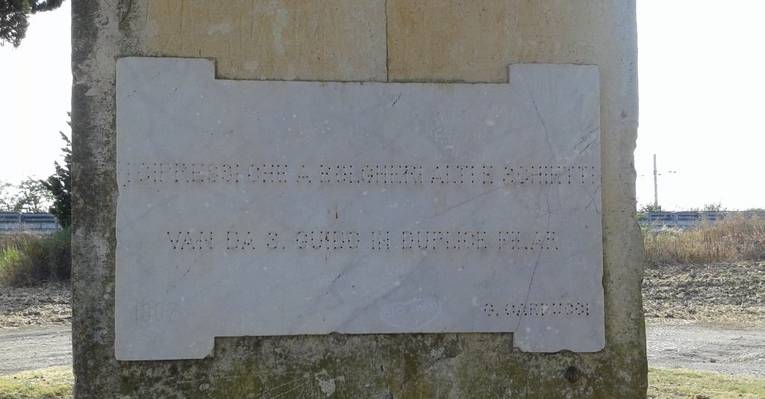 I CIPRESSI CHE A BOLGHERI ALTI E SCHIETTI
VAN DA S. GUIDO IN DUPLICE FILAR
G. CARDUCCI